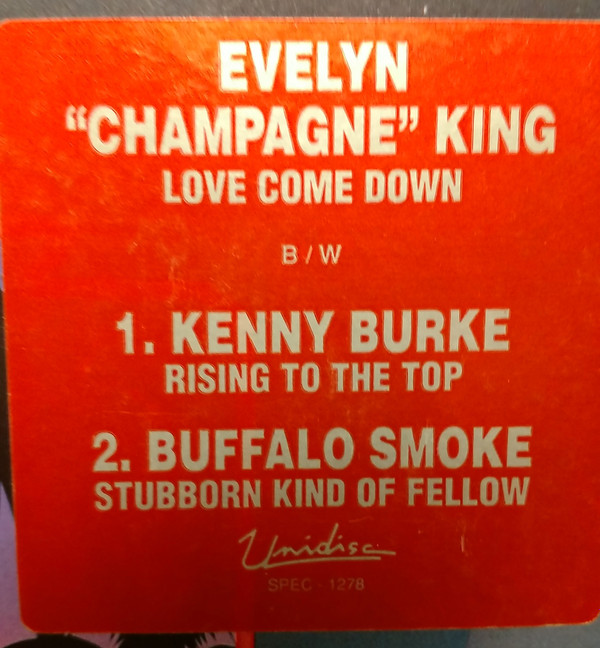 EVELYN
“CHAMPAGNE” KING
LOVE COME DOWN
B/W
1. KENNY BURKE
RISING TO THE TOP
2. BUFFALO SMOKE
STUBBORN KIND OF FELLOW
Unidisc
SPEC - 1278